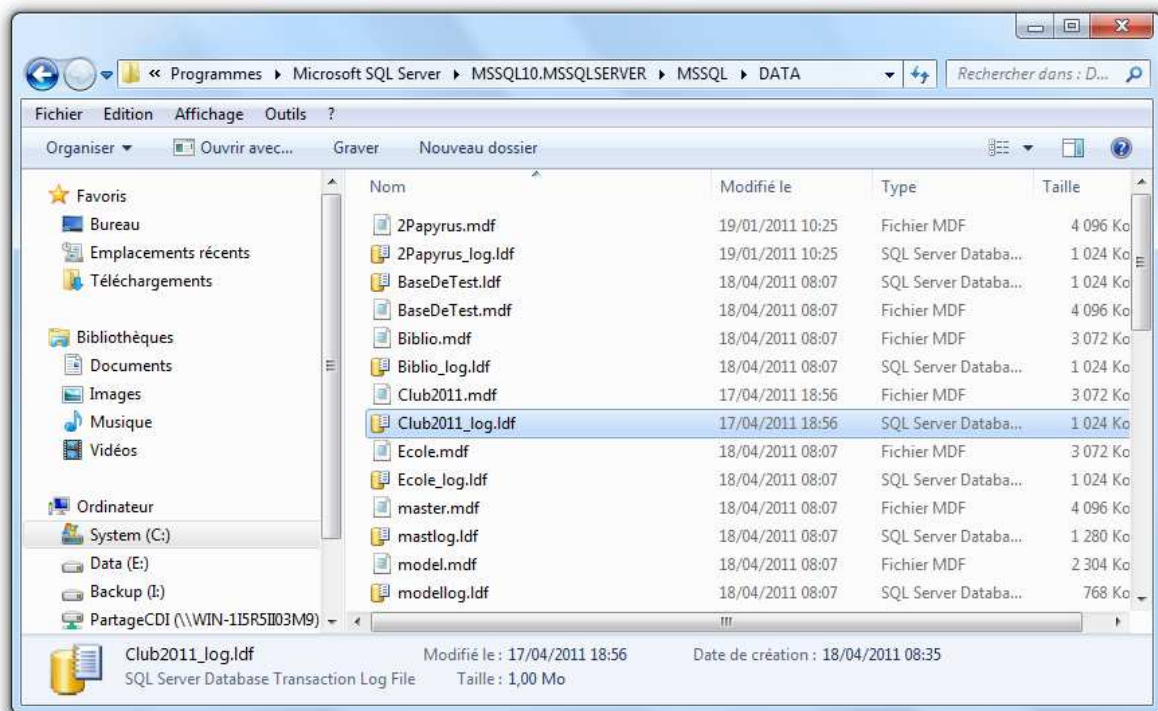 « Programmes ▸ Microsoft SQL Server ▸ MSSQL10.MSSQLSERVER ▸ MSSQL ▸ DATA
Rechercher dans : D...
Fichier Edition Affichage Outils ?
Organiser Ouvrir avec... Graver Nouveau dossier
Favoris
Bureau
Emplacements récents
Téléchargements
Bibliothèques
Documents
Images
Musique
Vidéos
Ordinateur
System (C:)
Data (E:)
Backup (I:)
PartageCDI (\\WIN-1I5R5II03M9)
Nom Modifié le Type Taille
2Papyrus.mdf 19/01/2011 10:25 Fichier MDF 4 096 Ko
2Papyrus_log.ldf 19/01/2011 10:25 SQL Server Databa... 1 024 Ko
BaseDeTest.ldf 18/04/2011 08:07 SQL Server Databa... 1 024 Ko
BaseDeTest.mdf 18/04/2011 08:07 Fichier MDF 4 096 Ko
Biblio.mdf 18/04/2011 08:07 Fichier MDF 3 072 Ko
Biblio_log.ldf 18/04/2011 08:07 SQL Server Databa... 1 024 Ko
Club2011.mdf 17/04/2011 18:56 Fichier MDF 3 072 Ko
Club2011_log.ldf 17/04/2011 18:56 SQL Server Databa... 1 024 Ko
Ecole.mdf 18/04/2011 08:07 Fichier MDF 3 072 Ko
Ecole_log.ldf 18/04/2011 08:07 SQL Server Databa... 1 024 Ko
master.mdf 18/04/2011 08:07 Fichier MDF 4 096 Ko
mastlog.ldf 18/04/2011 08:07 SQL Server Databa... 1 280 Ko
model.mdf 18/04/2011 08:07 Fichier MDF 2 304 Ko
modellog.ldf 18/04/2011 08:07 SQL Server Databa... 768 Ko
Club2011_log.ldf Modifié le : 17/04/2011 18:56 Date de création : 18/04/2011 08:35
SQL Server Database Transaction Log File Taille : 1,00 Mo